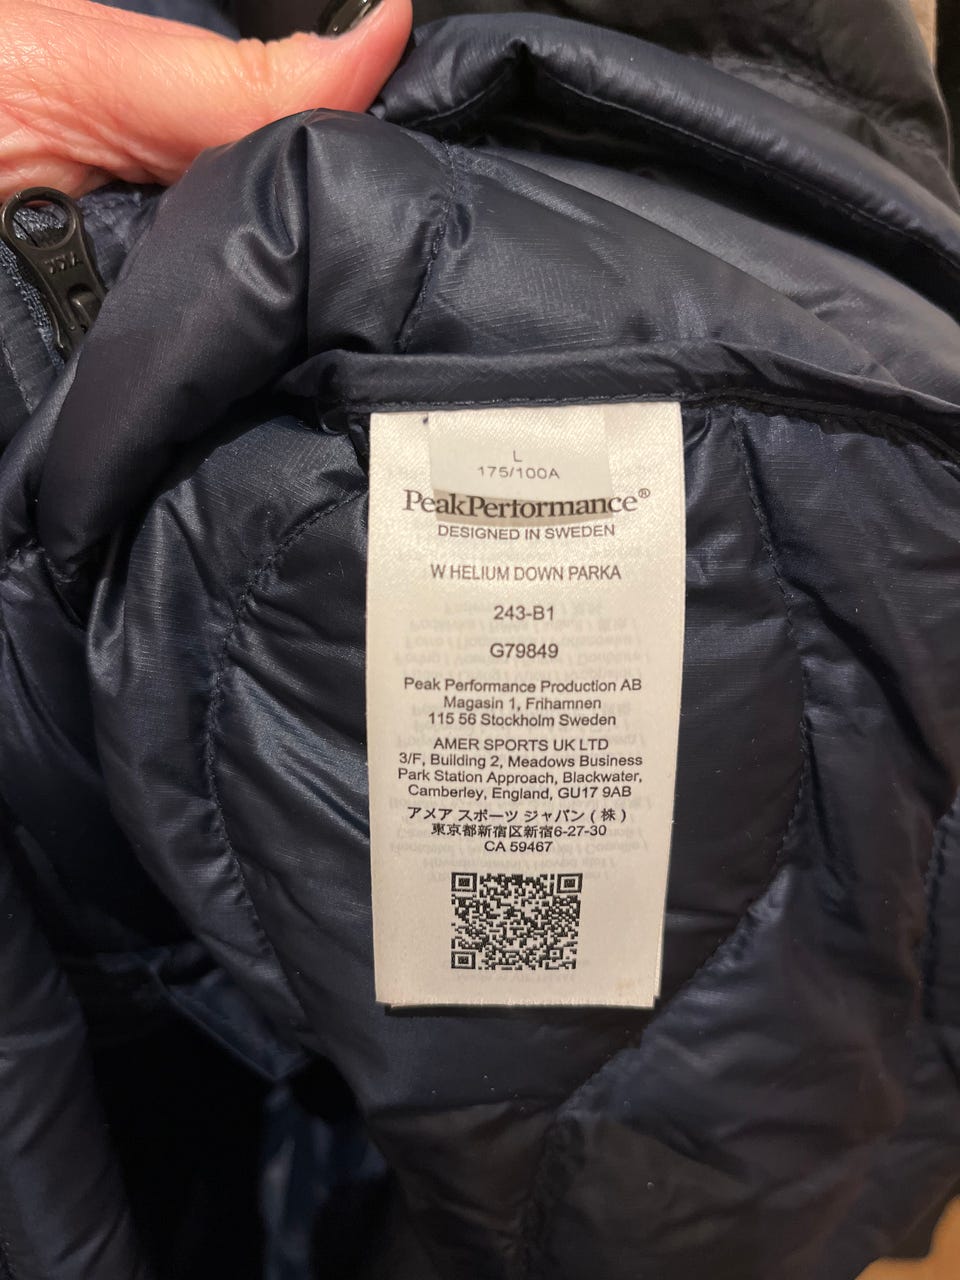 YKK
L
175/100A
PeakPerformance®
DESIGNED IN SWEDEN
W HELIUM DOWN PARKA
243-B1
G79849
Peak Performance Production AB
Magasin 1, Frihamnen
115 56 Stockholm Sweden
AMER SPORTS UK LTD
3/F, Building 2, Meadows Business
Park Station Approach, Blackwater,
Camberley, England, GU17 9AB
アメア スポーツ ジャパン ( 株 )
東京都新宿区新宿6-27-30
CA 59467